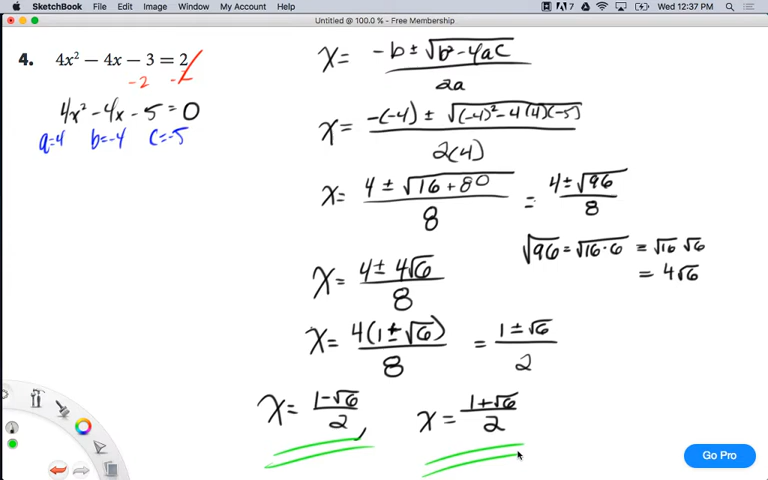 SketchBook File Edit Image Window My Account Help 7 Wed 12:37 PM
Untitled @ 100.0 % - Free Membership
4. 4x² − 4x − 3 = 2
-2 -2
4x² - 4x - 5 = 0
a=4 b=-4 c=-5
x = (-b ± √(b² - 4ac)) / 2a
x = (-(-4) ± √((-4)² - 4(4)(-5))) / 2(4)
x = (4 ± √(16 + 80)) / 8 = (4 ± √96) / 8
√96 = √(16·6) = √16 √6
= 4√6
x = (4 ± 4√6) / 8
x = 4(1 ± √6) / 8 = (1 ± √6) / 2
x = (1-√6) / 2 , x = (1+√6) / 2
Go Pro